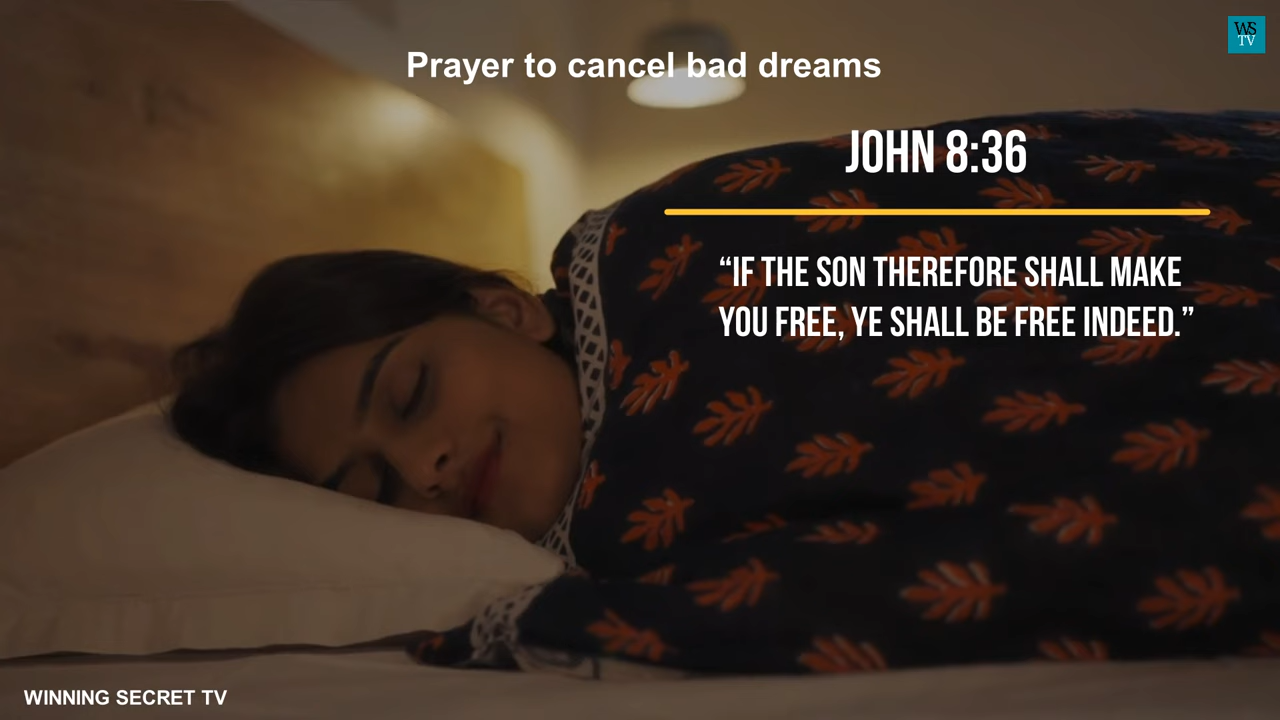 WS
TV
Prayer to cancel bad dreams
JOHN 8:36
“IF THE SON THEREFORE SHALL MAKE
YOU FREE, YE SHALL BE FREE INDEED.”
WINNING SECRET TV